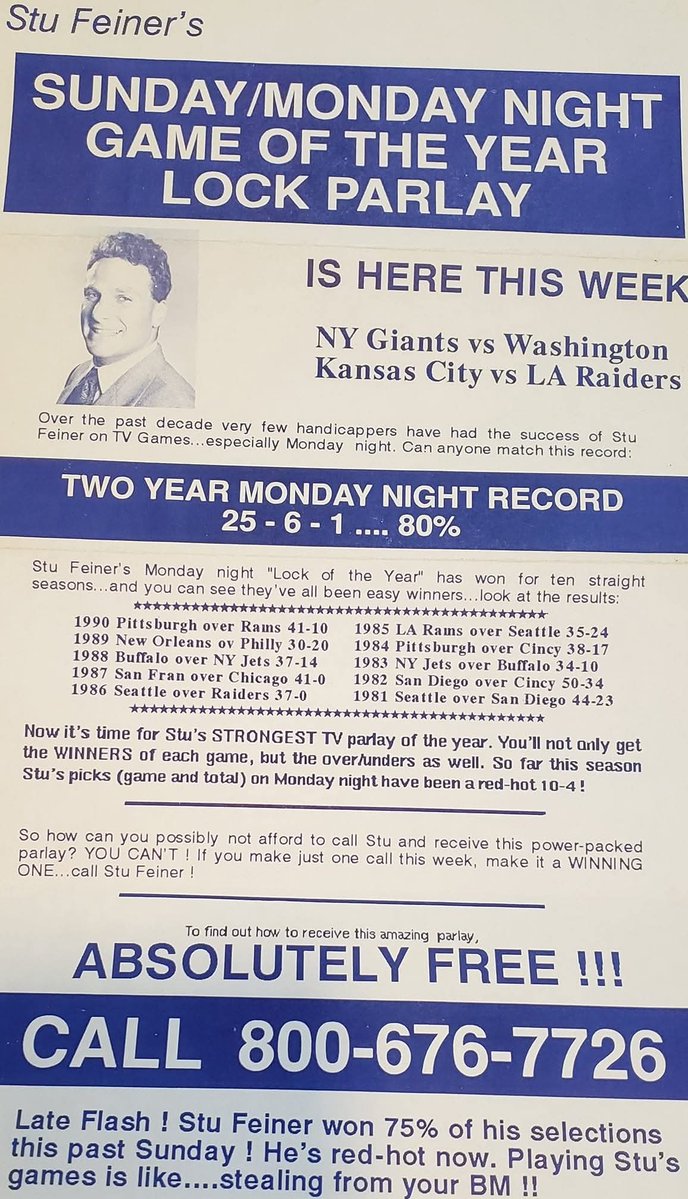 Stu Feiner's
SUNDAY/MONDAY NIGHT
GAME OF THE YEAR
LOCK PARLAY
IS HERE THIS WEEK
NY Giants vs Washington
Kansas City vs LA Raiders
Over the past decade very few handicappers have had the success of Stu
Feiner on TV Games...especially Monday night. Can anyone match this record:
TWO YEAR MONDAY NIGHT RECORD
25 - 6 - 1 .... 80%
Stu Feiner's Monday night "Lock of the Year" has won for ten straight
seasons...and you can see they've all been easy winners...look at the results:
★★★★★★★★★★★★★★★★★★★★★★★★★★★★★★★★★★★★★★★★★★★
1990 Pittsburgh over Rams 41-10
1989 New Orleans ov Philly 30-20
1988 Buffalo over NY Jets 37-14
1987 San Fran over Chicago 41-0
1986 Seattle over Raiders 37-0
1985 LA Rams over Seattle 35-24
1984 Pittsburgh over Cincy 38-17
1983 NY Jets over Buffalo 34-10
1982 San Diego over Cincy 50-34
1981 Seattle over San Diego 44-23
★★★★★★★★★★★★★★★★★★★★★★★★★★★★★★★★★★★★★★★★★★★
Now it's time for Stu's STRONGEST TV parlay of the year. You'll not only get
the WINNERS of each game, but the over/unders as well. So far this season
Stu's picks (game and total) on Monday night have been a red-hot 10-4 !
So how can you possibly not afford to call Stu and receive this power-packed
parlay? YOU CAN'T ! If you make just one call this week, make it a WINNING
ONE...call Stu Feiner !
To find out how to receive this amazing parlay,
ABSOLUTELY FREE !!!
CALL 800-676-7726
Late Flash ! Stu Feiner won 75% of his selections
this past Sunday ! He's red-hot now. Playing Stu's
games is like....stealing from your BM !!